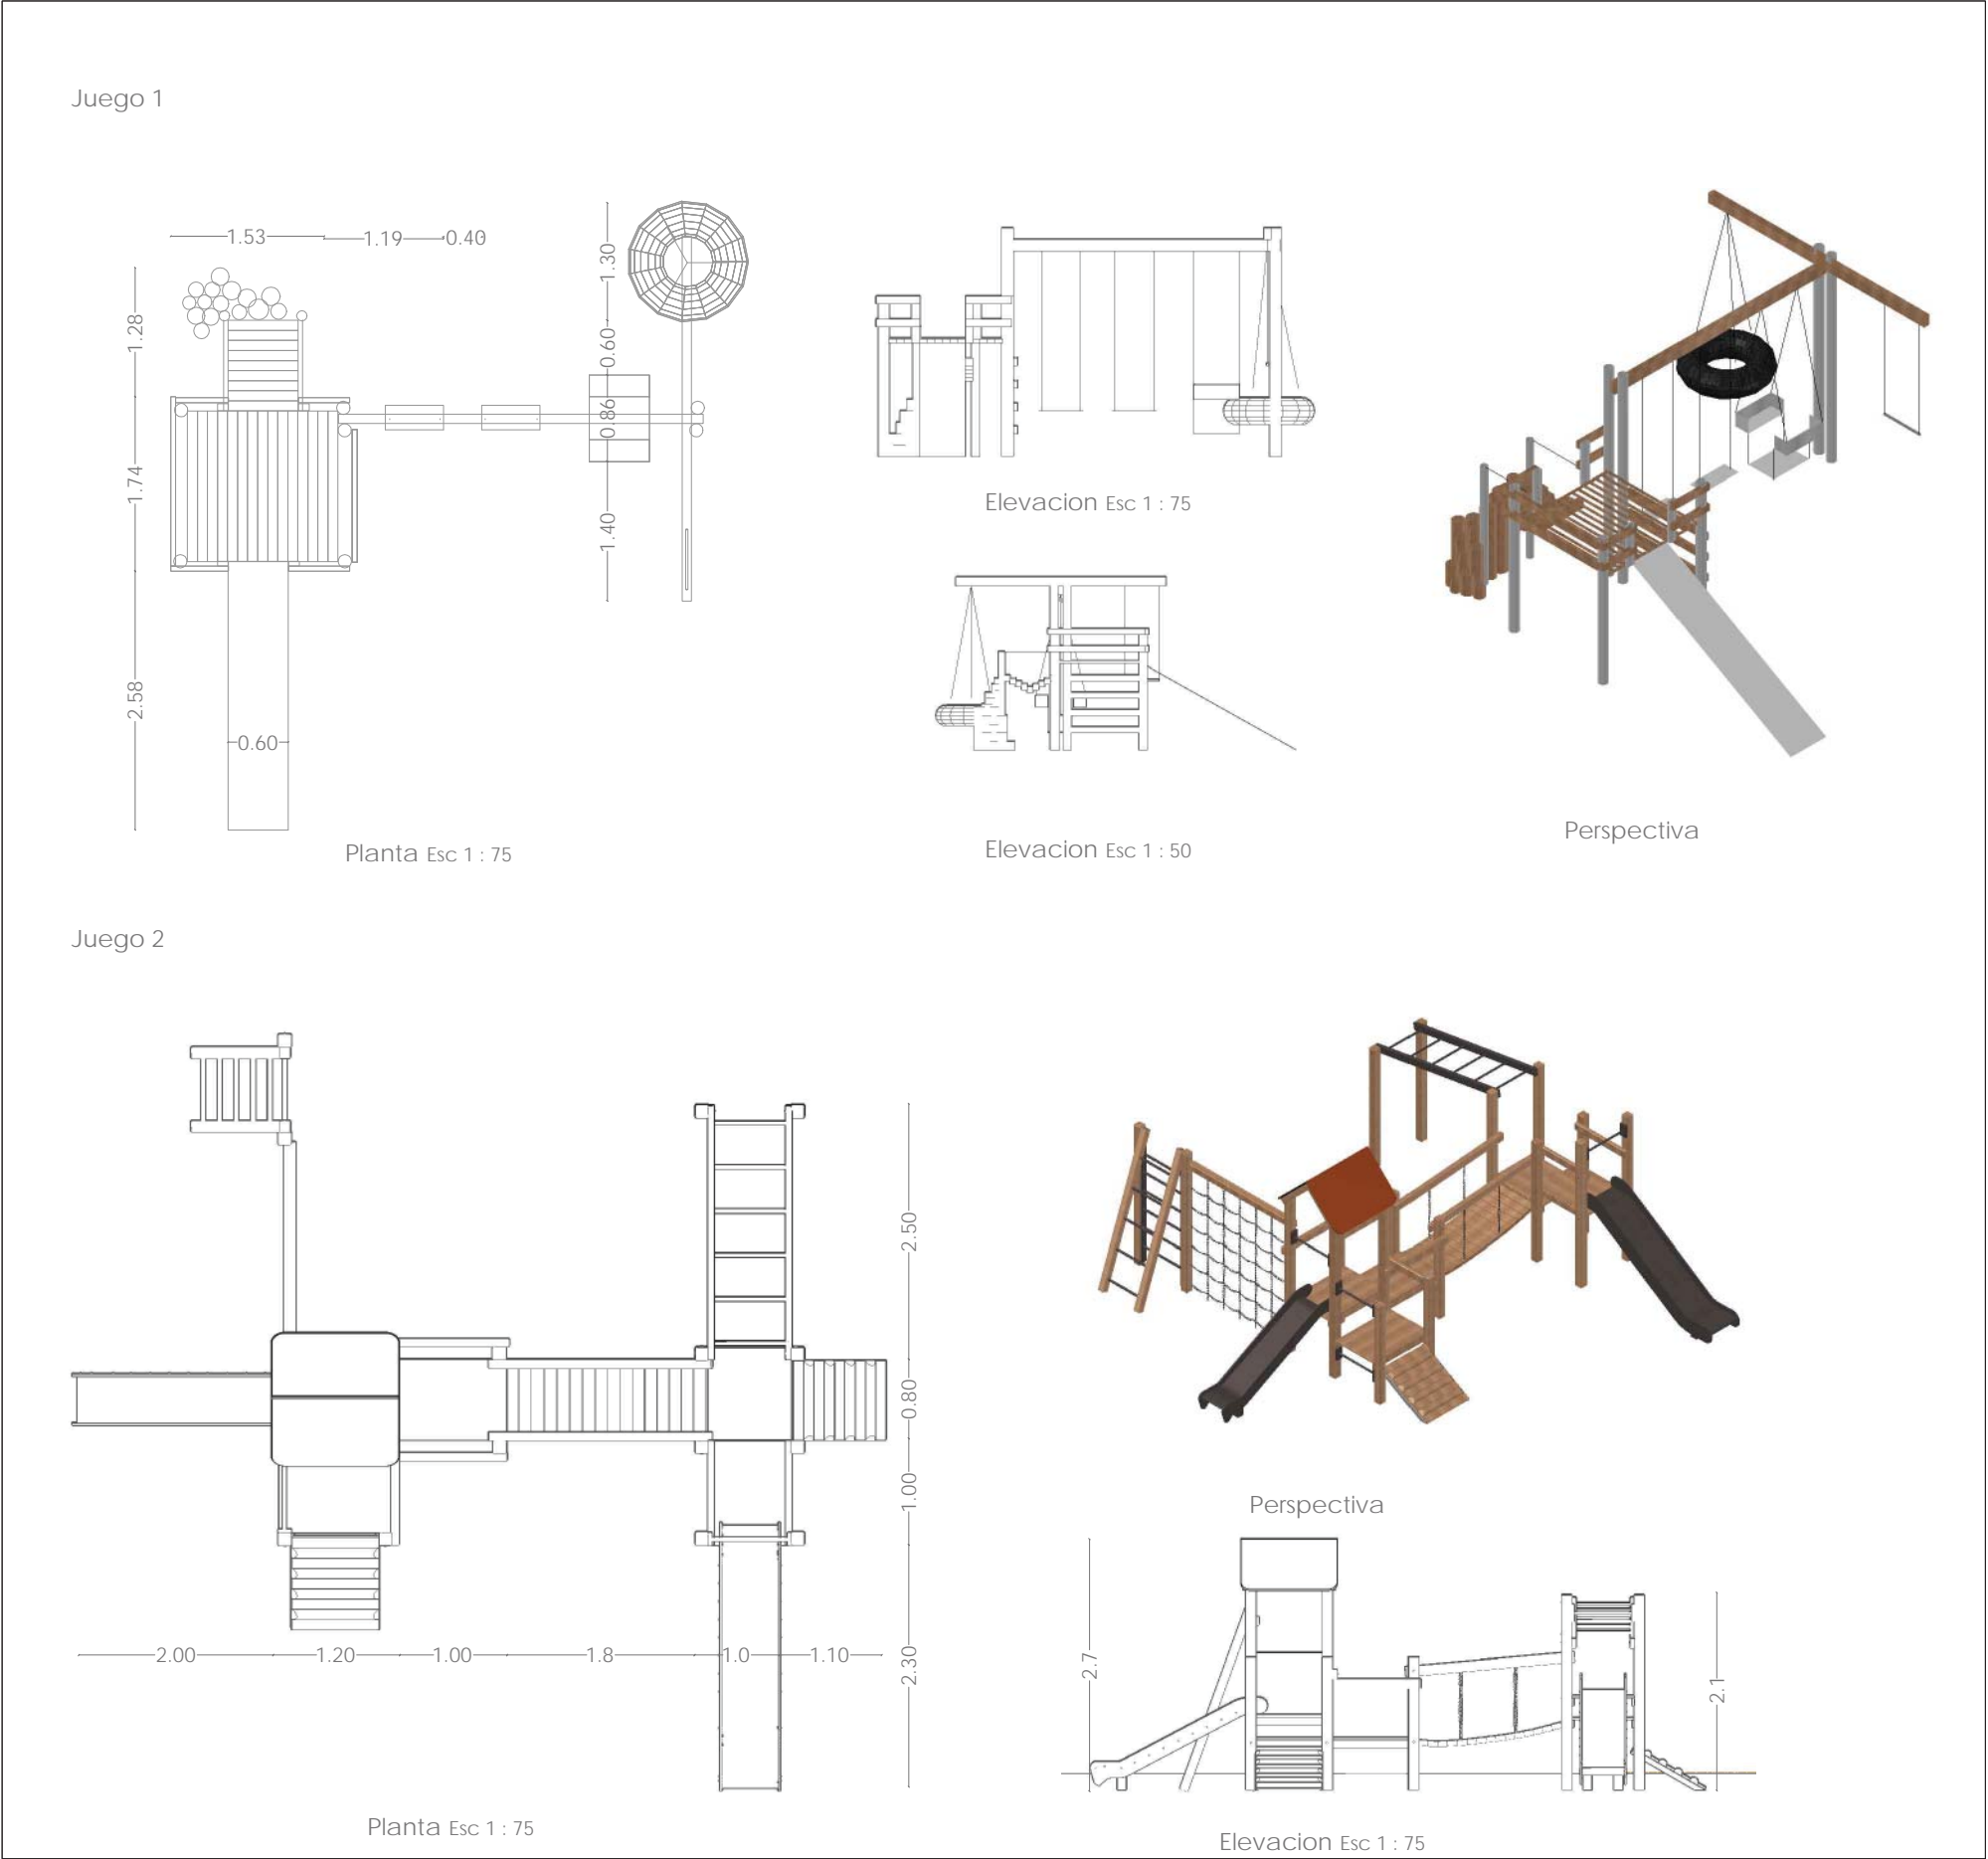 Juego 1
1.53
1.19
0.40
1.28
1.74
2.58
0.60
1.30
0.60
0.86
1.40
Planta Esc 1 : 75
Elevacion Esc 1 : 75
Elevacion Esc 1 : 50
Perspectiva
Juego 2
2.50
0.80
1.00
2.30
2.00
1.20
1.00
1.8
1.0
1.10
Planta Esc 1 : 75
Perspectiva
2.7
2.1
Elevacion Esc 1 : 75